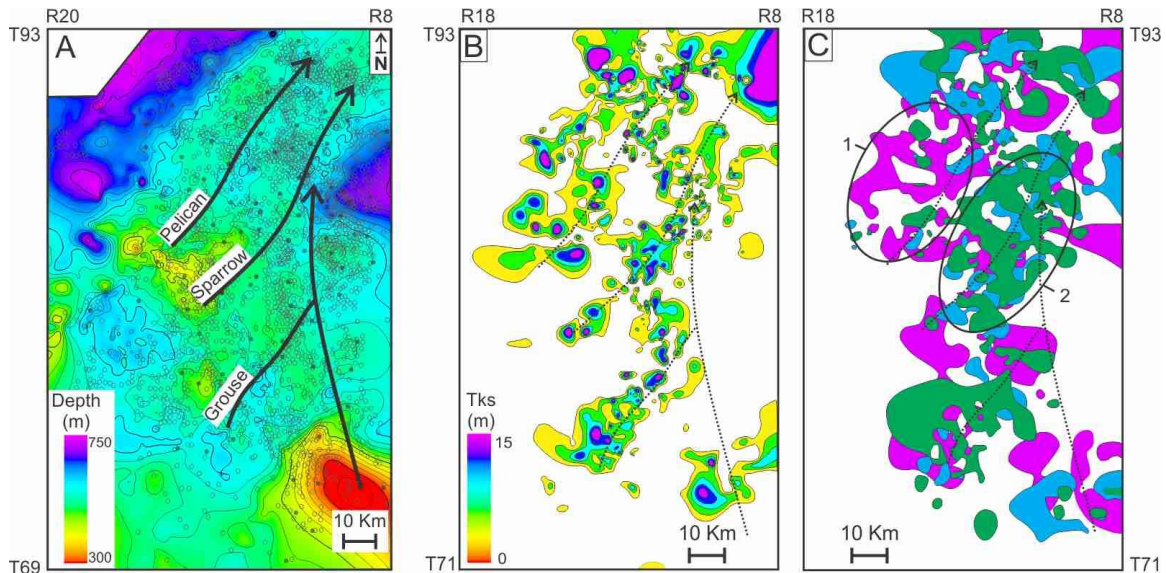 R20
R8
R18
R8
R18
R8
T93
A
N
T93
B
C
T93
1
Pelican
Sparrow
2
Grouse
Depth
(m)
750
300
10 Km
Tks
(m)
15
0
10 Km
10 Km
T69
T71
T71